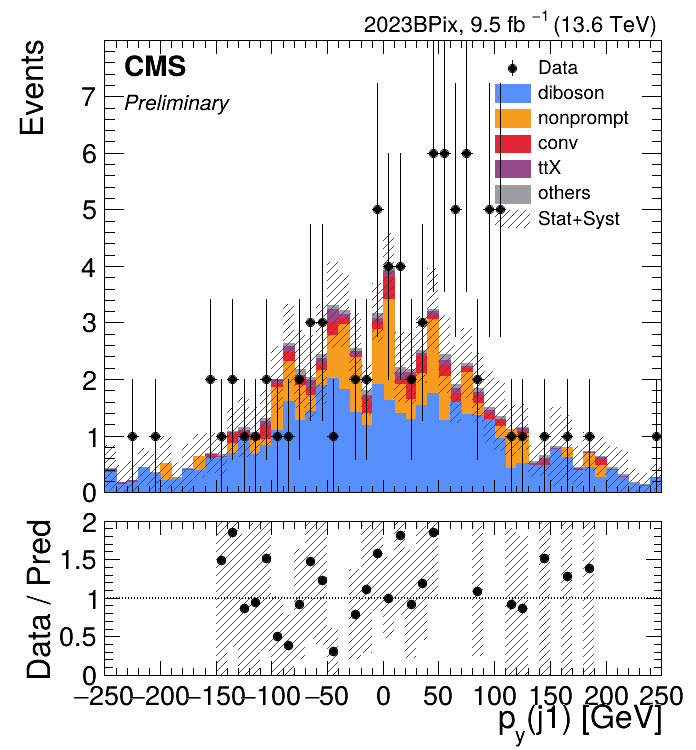 2023BPix, 9.5 fb⁻¹ (13.6 TeV)
CMS
Preliminary
Events
7
6
5
4
3
2
1
0
Data
diboson
nonprompt
conv
ttX
others
Stat+Syst
Data / Pred
2
1.5
1
0.5
0
−250 −200 −150 −100 −50 0 50 100 150 200 250
p_y(j1) [GeV]